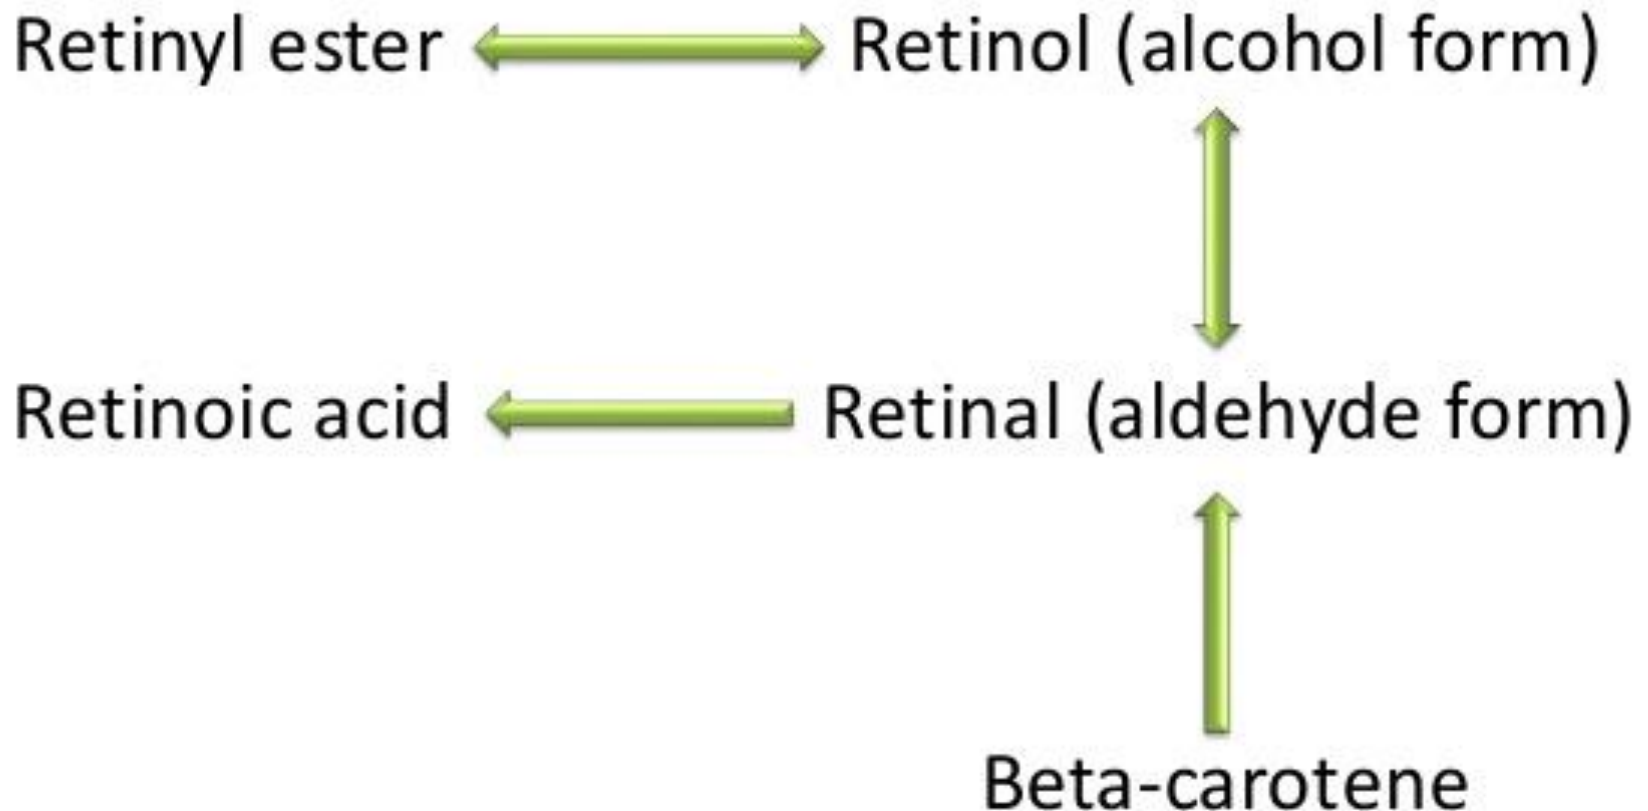 Retinyl ester
Retinol (alcohol form)
Retinoic acid
Retinal (aldehyde form)
Beta-carotene